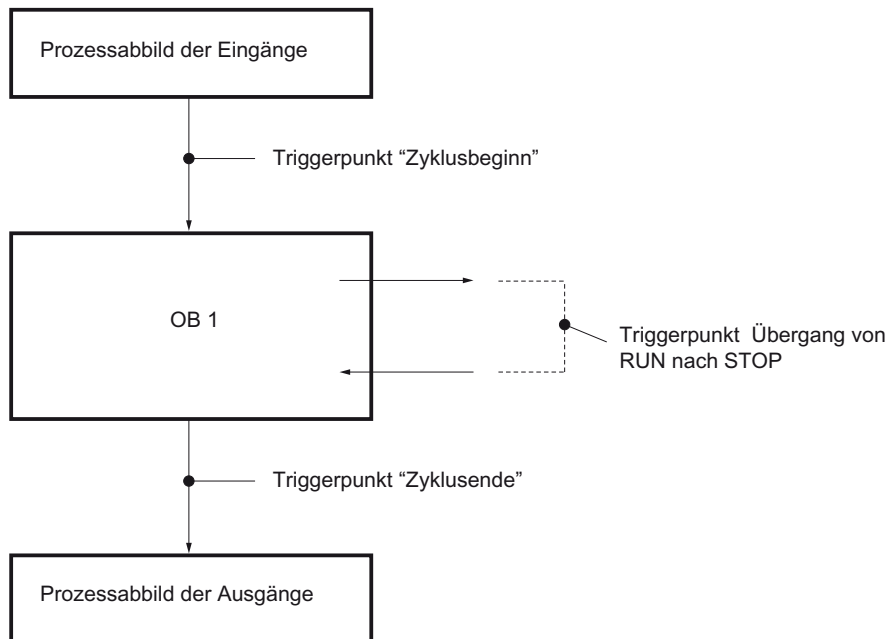 Prozessabbild der Eingänge
Triggerpunkt “Zyklusbeginn”
OB 1
Triggerpunkt Übergang von
RUN nach STOP
Triggerpunkt “Zyklusende”
Prozessabbild der Ausgänge